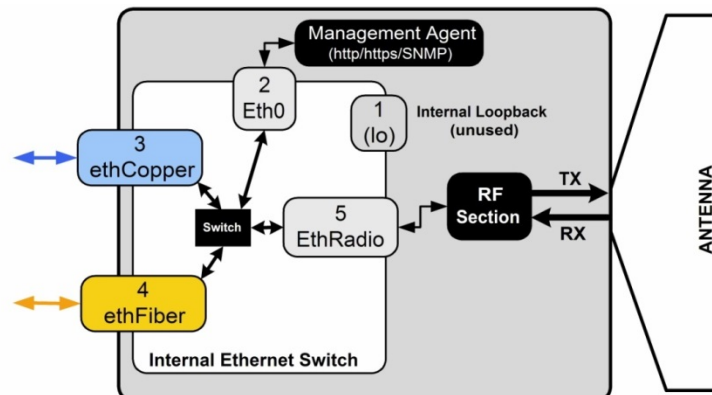 Management Agent
(http/https/SNMP)
2
Eth0
1
(lo)
Internal Loopback
(unused)
3
ethCopper
Switch
5
EthRadio
RF
Section
TX
RX
ANTENNA
4
ethFiber
Internal Ethernet Switch